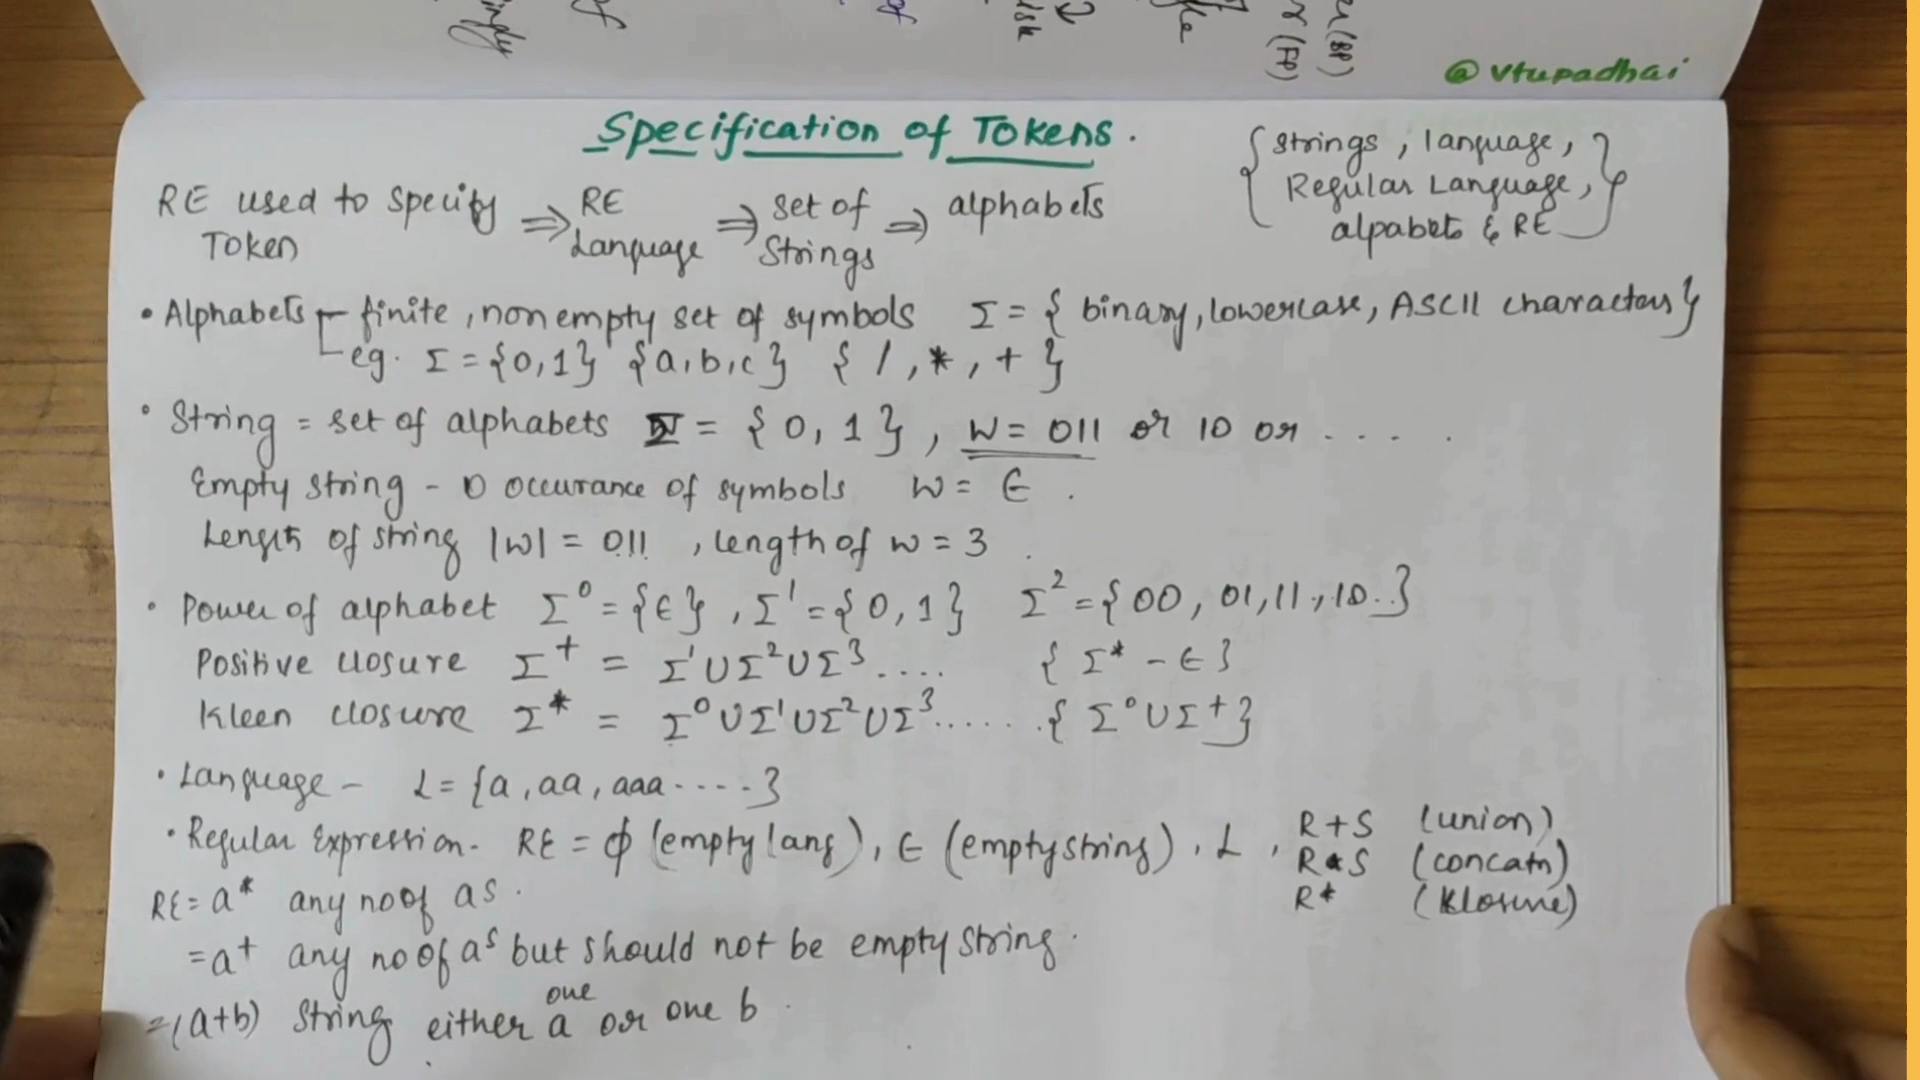 @vtupadhai
Specification of Tokens.
{ strings, language,
Regular Language,
alpabets & RE }
RE used to specify Token ⇒ RE Language ⇒ set of Strings ⇒ alphabets
• Alphabets finite, nonempty set of symbols Σ = { binary, lowercase, ASCII characters }
eg. Σ = {0,1} {a,b,c} { /, *, + }
• String = set of alphabets Σ = { 0, 1 }, W = 011 or 10 or . . . . .
Empty string - 0 occurance of symbols W = ϵ .
Length of string |W| = 011 , length of w = 3 .
• Power of alphabet Σ⁰ = {ϵ}, Σ¹ = {0, 1} Σ² = {00, 01, 11, 10..}
Positive closure Σ⁺ = Σ¹ ∪ Σ² ∪ Σ³ .... { Σ* - ϵ }
Kleen closure Σ* = Σ⁰ ∪ Σ¹ ∪ Σ² ∪ Σ³ ...... { Σ⁰ ∪ Σ⁺ }
• Language - L = {a, aa, aaa ....}
• Regular Expression - RE = ϕ (empty lang), ϵ (empty string), L , R+S (union)
R*S (concatn)
R* (Klosure)
RE = a* any no of as .
= a⁺ any no of as but should not be empty string.
= (a+b) string either one a or one b .